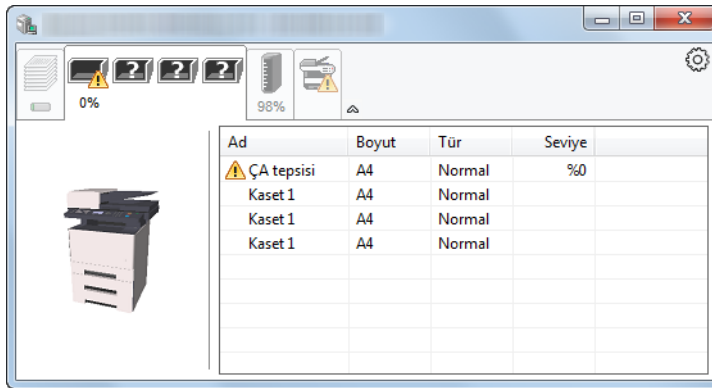 ? ? ?
0%
98%
Ad Boyut Tür Seviye
ÇA tepsisi A4 Normal %0
Kaset 1 A4 Normal
Kaset 1 A4 Normal
Kaset 1 A4 Normal